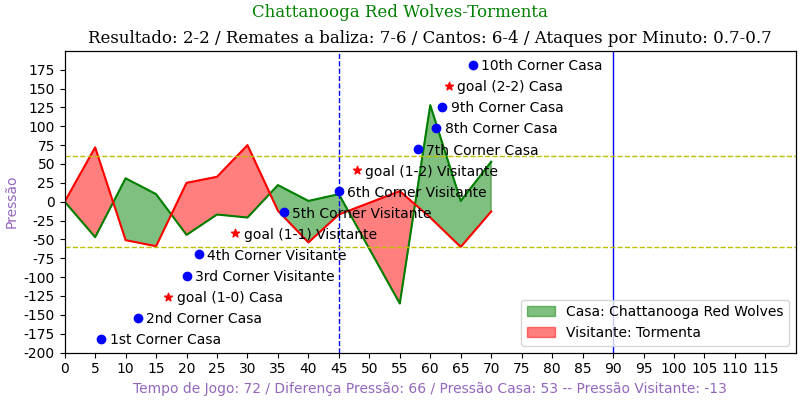 Chattanooga Red Wolves-Tormenta
Resultado: 2-2 / Remates a baliza: 7-6 / Cantos: 6-4 / Ataques por Minuto: 0.7-0.7
Pressão
175
150
125
100
75
50
25
0
-25
-50
-75
-100
-125
-150
-175
-200
10th Corner Casa
goal (2-2) Casa
9th Corner Casa
8th Corner Casa
7th Corner Casa
goal (1-2) Visitante
6th Corner Visitante
5th Corner Visitante
goal (1-1) Visitante
4th Corner Visitante
3rd Corner Visitante
goal (1-0) Casa
2nd Corner Casa
1st Corner Casa
Casa: Chattanooga Red Wolves
Visitante: Tormenta
0 5 10 15 20 25 30 35 40 45 50 55 60 65 70 75 80 85 90 95 100 105 110 115
Tempo de Jogo: 72 / Diferença Pressão: 66 / Pressão Casa: 53 -- Pressão Visitante: -13